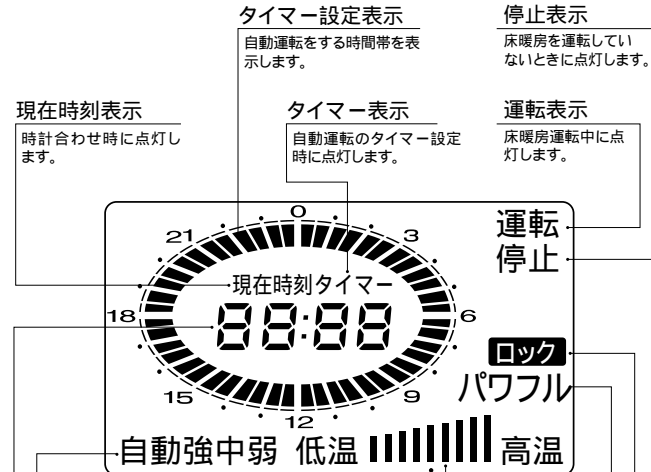 タイマー設定表示
自動運転をする時間帯を表
示します。
停止表示
床暖房を運転してい
ないときに点灯します。
現在時刻表示
時計合わせ時に点灯し
ます。
タイマー表示
自動運転のタイマー設定
時に点灯します。
運転表示
床暖房運転中に点
灯します。
0
21
3
運転
停止
現在時刻タイマー
18
88:88
6
ロック
パワフル
15
9
12
自動強中弱 低温 高温